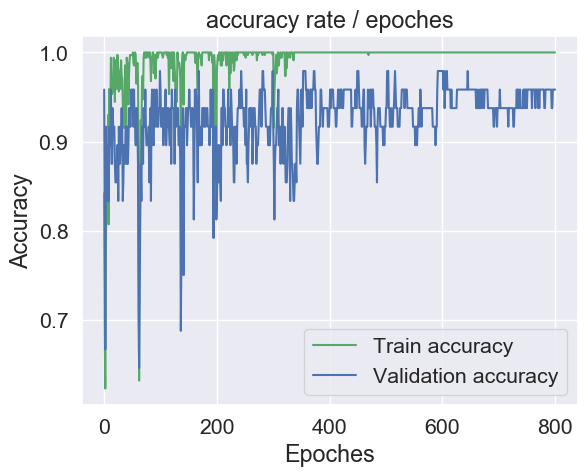 accuracy rate / epoches
1.0
0.9
0.8
0.7
Accuracy
0
200
400
600
800
Epoches
Train accuracy
Validation accuracy